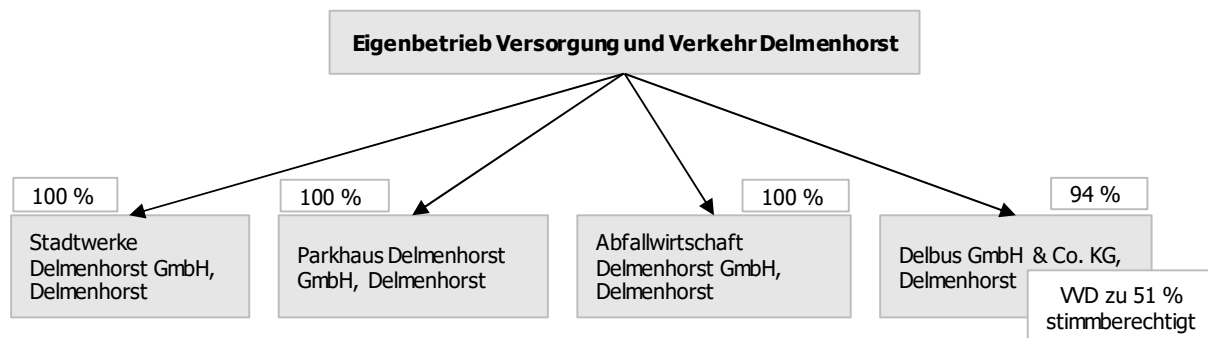 Eigenbetrieb Versorgung und Verkehr Delmenhorst
100 %
Stadtwerke
Delmenhorst GmbH,
Delmenhorst
100 %
Parkhaus Delmenhorst
GmbH, Delmenhorst
100 %
Abfallwirtschaft
Delmenhorst GmbH,
Delmenhorst
94 %
Delbus GmbH & Co. KG,
Delmenhorst
VVD zu 51 %
stimmberechtigt